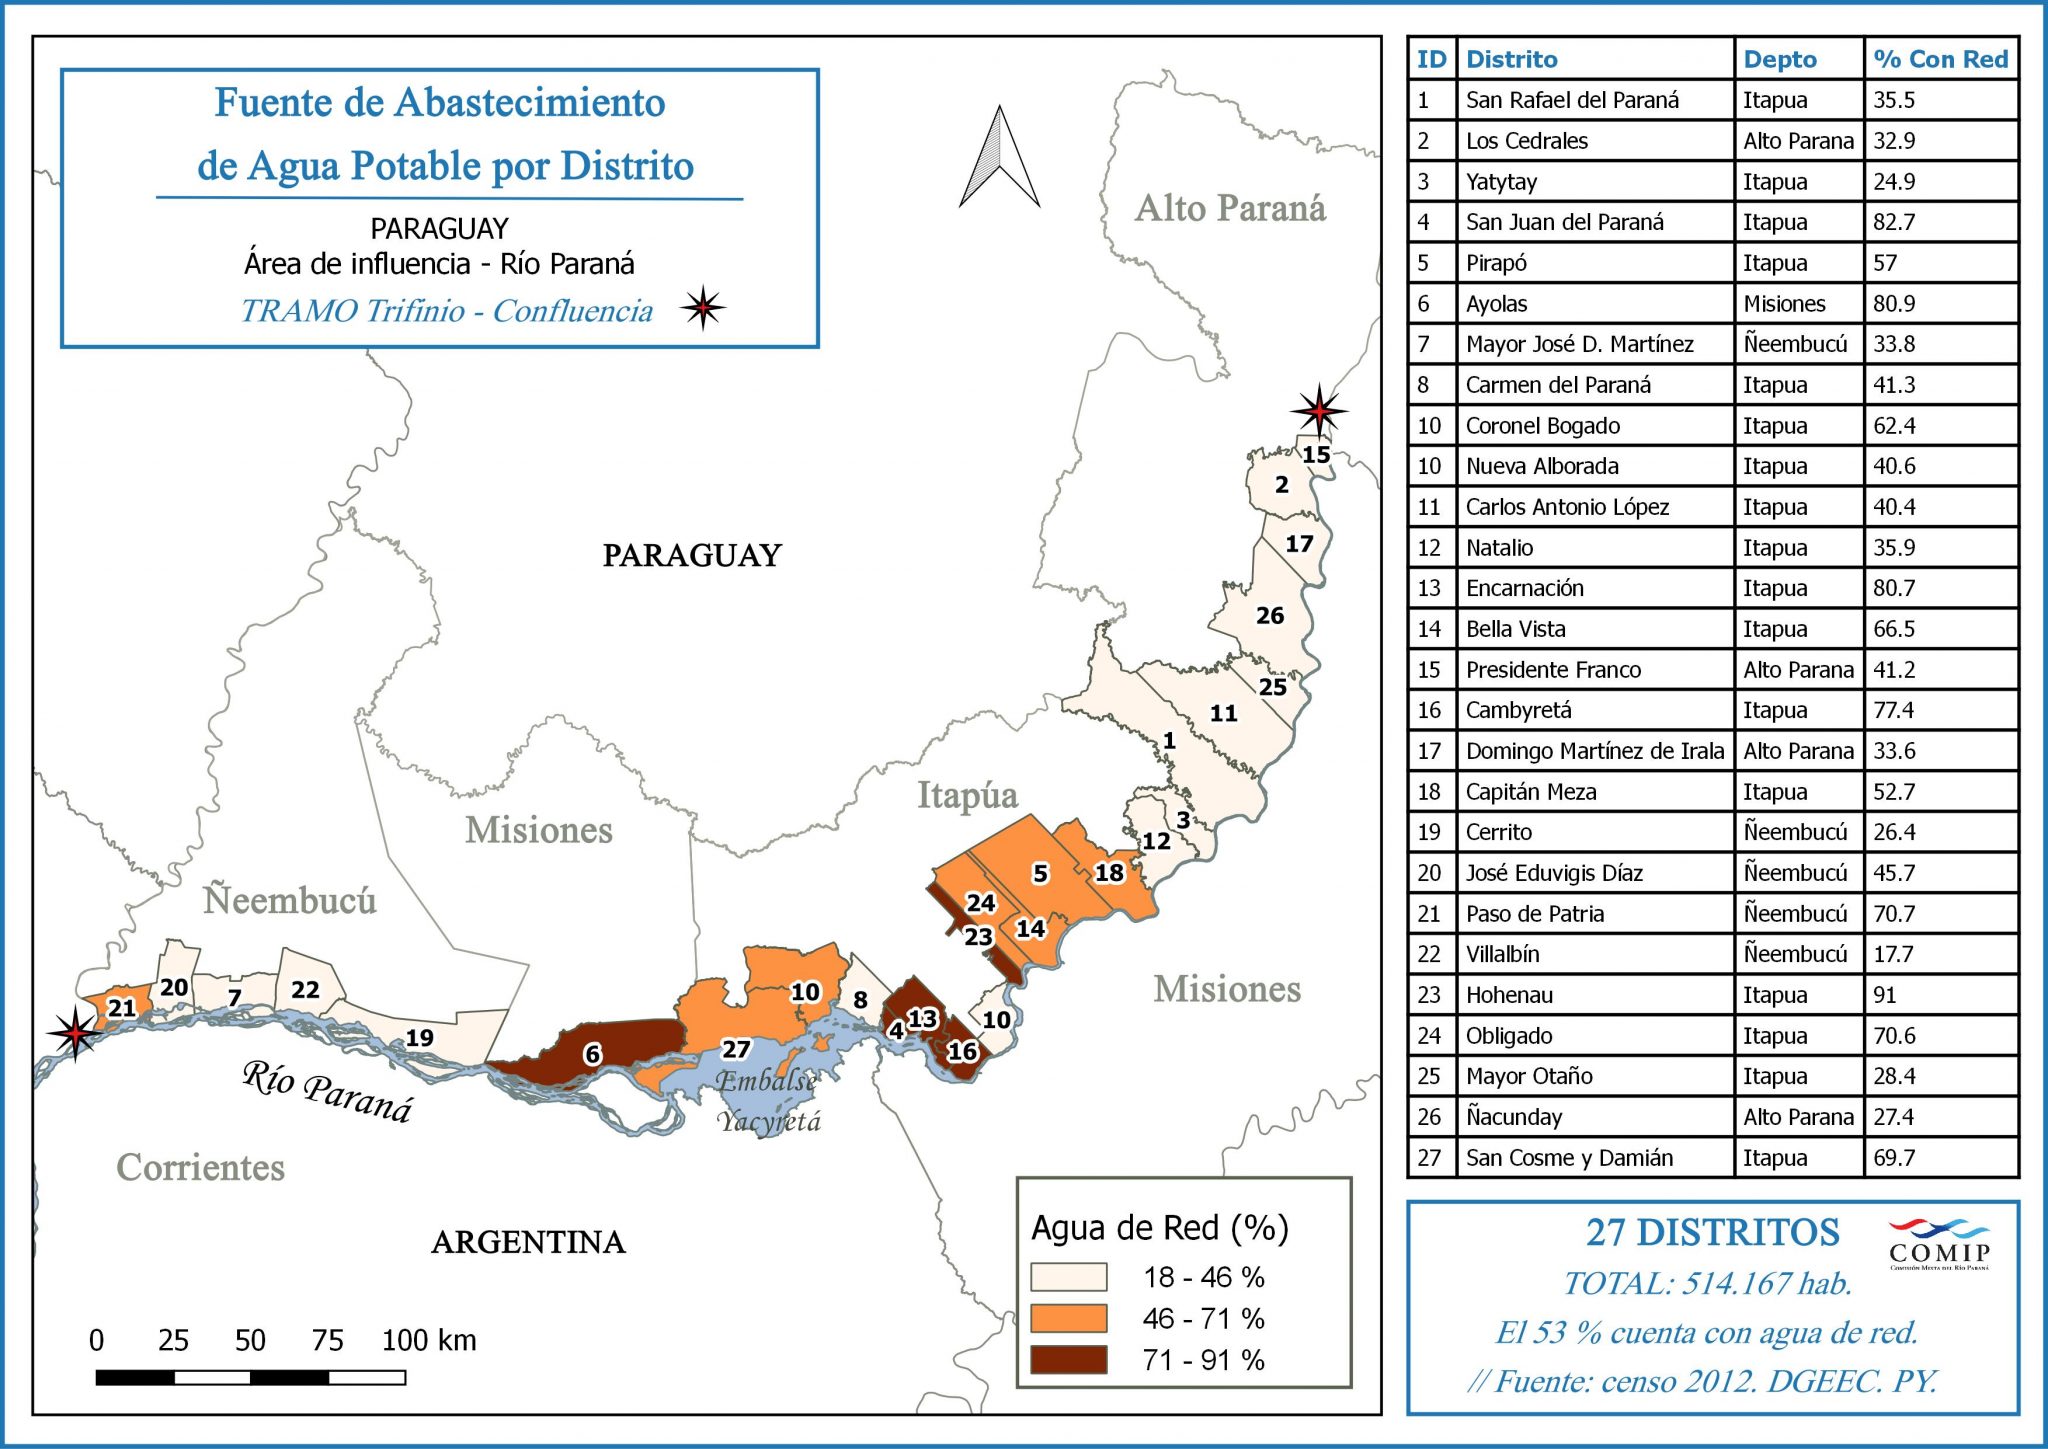 Fuente de Abastecimiento
de Agua Potable por Distrito
PARAGUAY
Área de influencia - Río Paraná
TRAMO Trifinio - Confluencia
Alto Paraná
PARAGUAY
Itapúa
Misiones
Ñeembucú
Misiones
Corrientes
ARGENTINA
Río Paraná
Embalse
Yacyretá
15
2
17
26
25
11
1
3
12
18
5
24
14
23
10
16
13
4
8
10
27
6
19
22
7
20
21
0 25 50 75 100 km
Agua de Red (%)
18 - 46 %
46 - 71 %
71 - 91 %
ID Distrito Depto % Con Red
1 San Rafael del Paraná Itapua 35.5
2 Los Cedrales Alto Parana 32.9
3 Yatytay Itapua 24.9
4 San Juan del Paraná Itapua 82.7
5 Pirapó Itapua 57
6 Ayolas Misiones 80.9
7 Mayor José D. Martínez Ñeembucú 33.8
8 Carmen del Paraná Itapua 41.3
10 Coronel Bogado Itapua 62.4
10 Nueva Alborada Itapua 40.6
11 Carlos Antonio López Itapua 40.4
12 Natalio Itapua 35.9
13 Encarnación Itapua 80.7
14 Bella Vista Itapua 66.5
15 Presidente Franco Alto Parana 41.2
16 Cambyretá Itapua 77.4
17 Domingo Martínez de Irala Alto Parana 33.6
18 Capitán Meza Itapua 52.7
19 Cerrito Ñeembucú 26.4
20 José Eduvigis Díaz Ñeembucú 45.7
21 Paso de Patria Ñeembucú 70.7
22 Villalbín Ñeembucú 17.7
23 Hohenau Itapua 91
24 Obligado Itapua 70.6
25 Mayor Otaño Itapua 28.4
26 Ñacunday Alto Parana 27.4
27 San Cosme y Damián Itapua 69.7
27 DISTRITOS
COMIP
Comisión Mixta del Río Paraná
TOTAL: 514.167 hab.
El 53 % cuenta con agua de red.
// Fuente: censo 2012. DGEEC. PY.